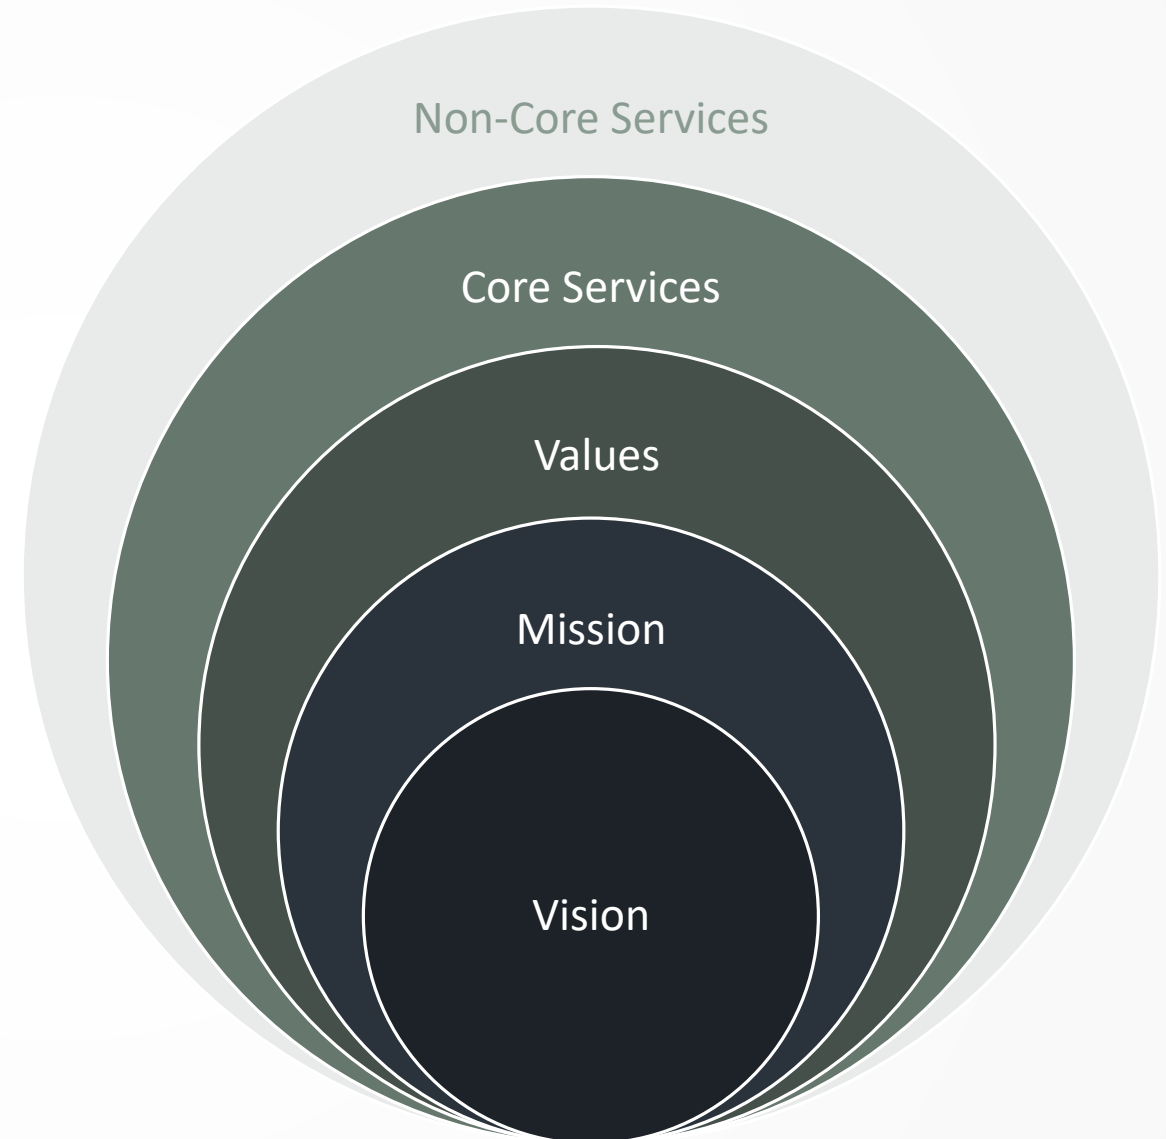 Non-Core Services
Core Services
Values
Mission
Vision